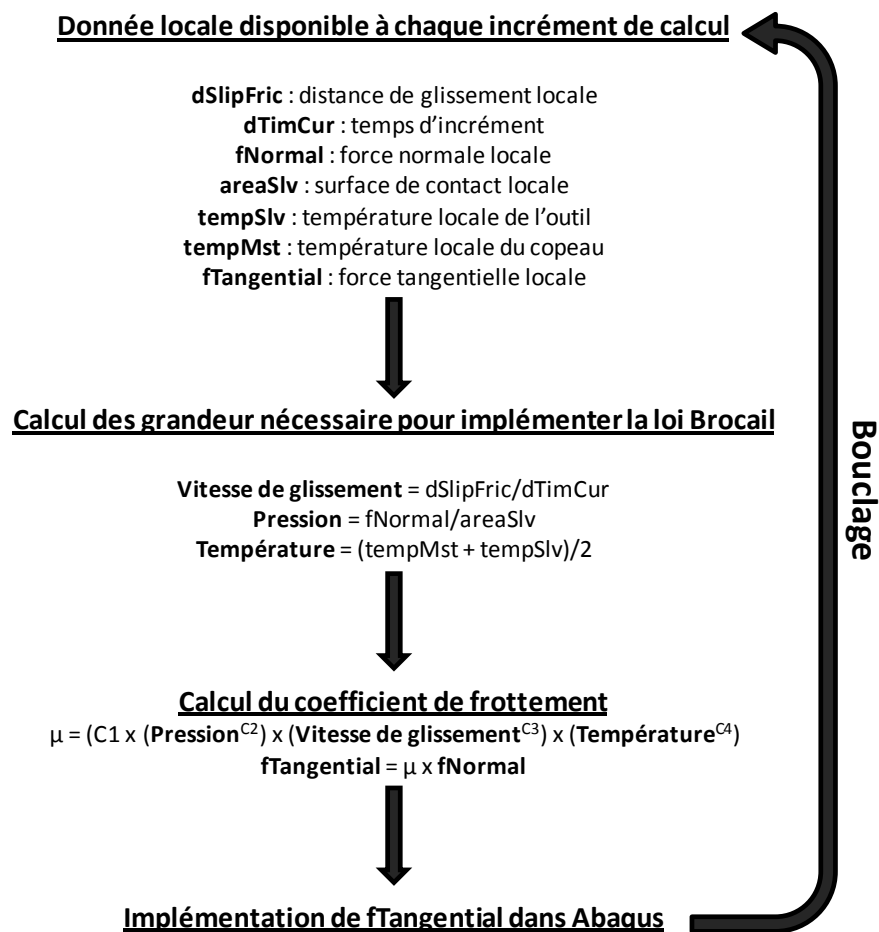 Donnée locale disponible à chaque incrément de calcul
dSlipFric : distance de glissement locale
dTimCur : temps d'incrément
fNormal : force normale locale
areaSlv : surface de contact locale
tempSlv : température locale de l'outil
tempMst : température locale du copeau
fTangential : force tangentielle locale
Calcul des grandeur nécessaire pour implémenter la loi Brocail
Vitesse de glissement = dSlipFric/dTimCur
Pression = fNormal/areaSlv
Température = (tempMst + tempSlv)/2
Calcul du coefficient de frottement
µ = (C1 x (Pression^C2) x (Vitesse de glissement^C3) x (Température^C4)
fTangential = µ x fNormal
Implémentation de fTangential dans Abaqus
Bouclage